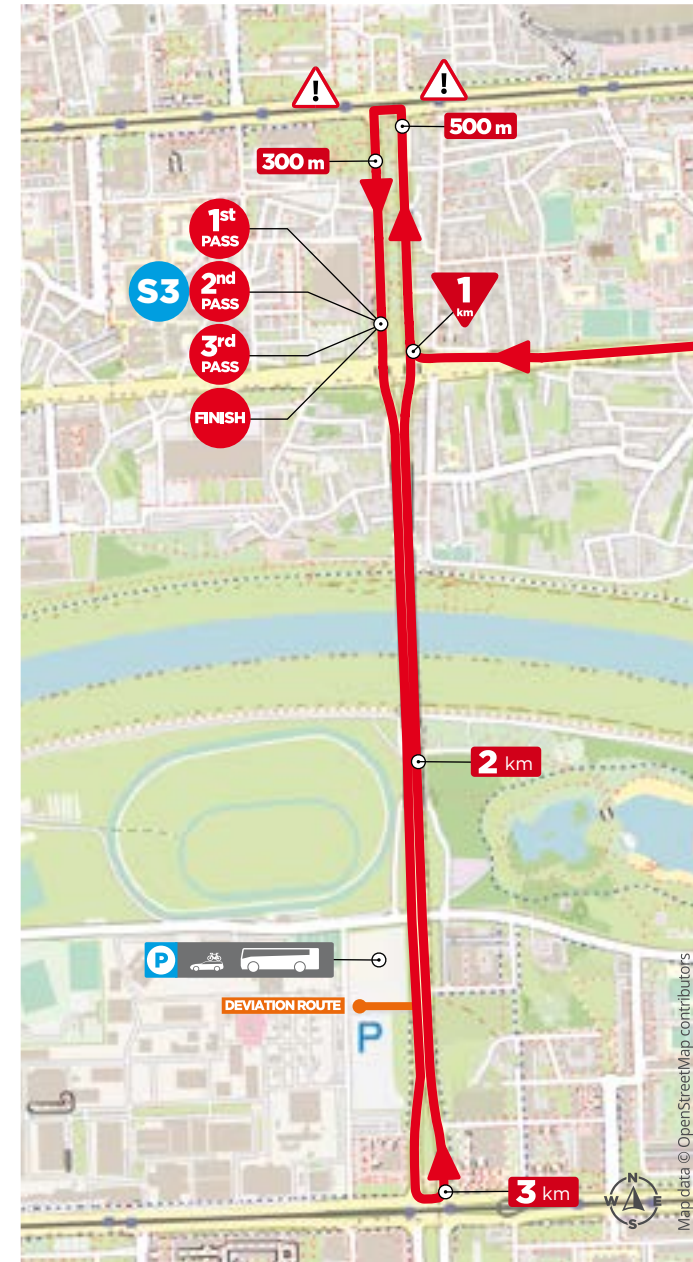 !
!
500 m
300 m
1st
PASS
S3
2nd
PASS
3rd
PASS
FINISH
1
km
2 km
P
DEVIATION ROUTE
P
3 km
N
W
E
S
Map data © OpenStreetMap contributors